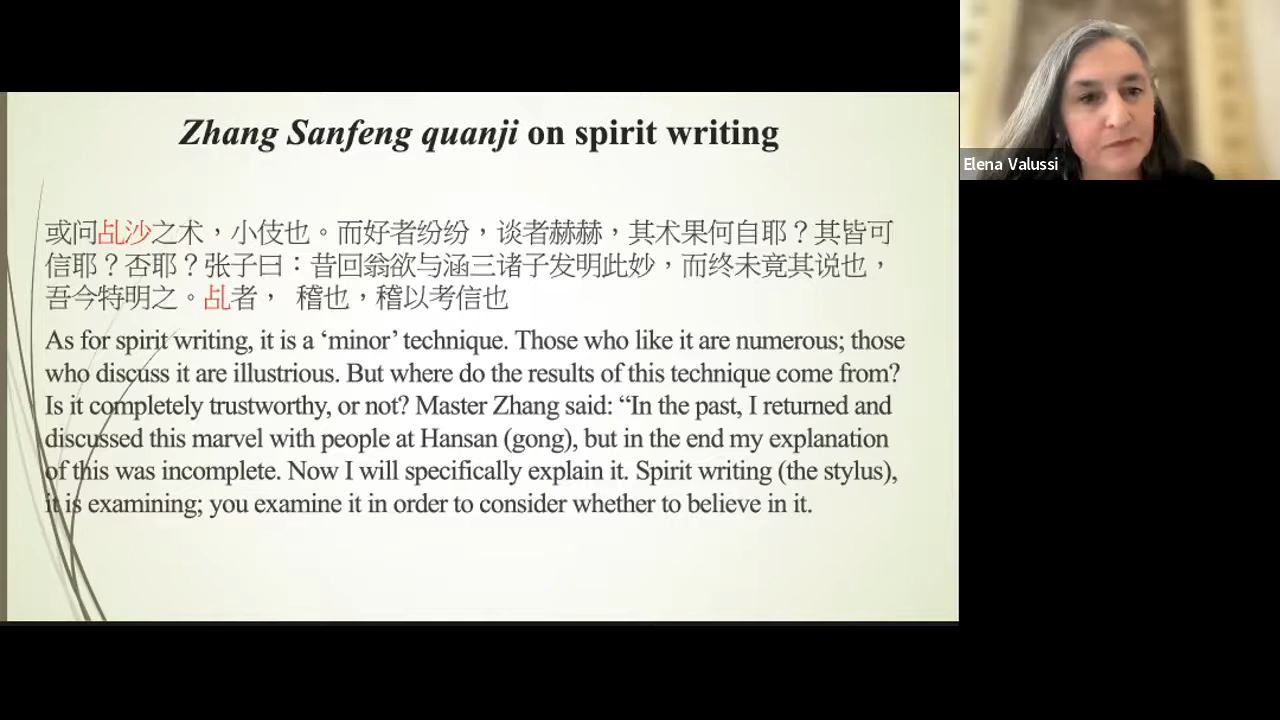 Zhang Sanfeng quanji on spirit writing
或问乩沙之术，小伎也。而好者纷纷，谈者赫赫，其术果何自耶？其皆可
信耶？否耶？张子曰：昔回翁欲与涵三诸子发明此妙，而终未竟其说也，
吾今特明之。乩者， 稽也，稽以考信也
As for spirit writing, it is a ‘minor’ technique. Those who like it are numerous; those
who discuss it are illustrious. But where do the results of this technique come from?
Is it completely trustworthy, or not? Master Zhang said: “In the past, I returned and
discussed this marvel with people at Hansan (gong), but in the end my explanation
of this was incomplete. Now I will specifically explain it. Spirit writing (the stylus),
it is examining; you examine it in order to consider whether to believe in it.
Elena Valussi